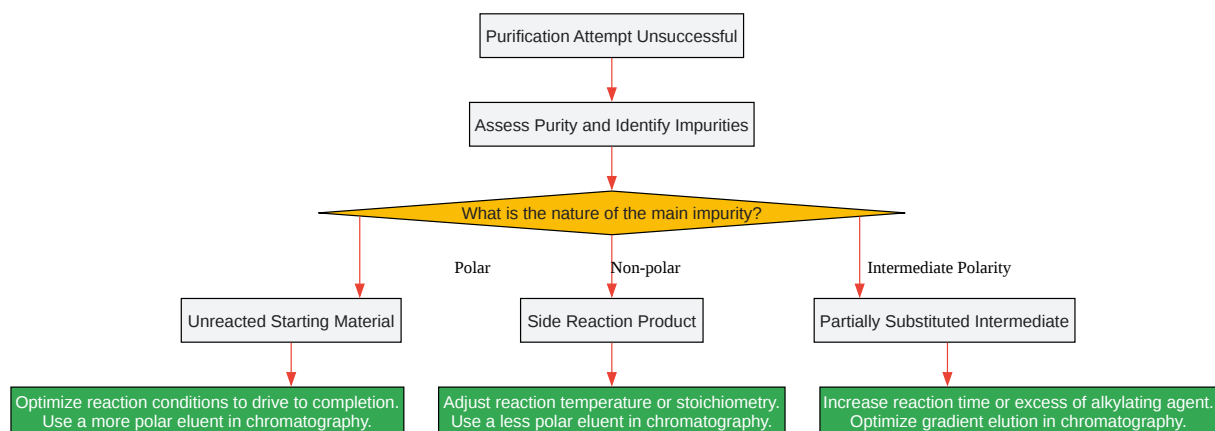 Purification Attempt Unsuccessful
Assess Purity and Identify Impurities
What is the nature of the main impurity?
Polar
Non-polar
Intermediate Polarity
Unreacted Starting Material
Side Reaction Product
Partially Substituted Intermediate
Optimize reaction conditions to drive to completion.
Use a more polar eluent in chromatography.
Adjust reaction temperature or stoichiometry.
Use a less polar eluent in chromatography.
Increase reaction time or excess of alkylating agent.
Optimize gradient elution in chromatography.